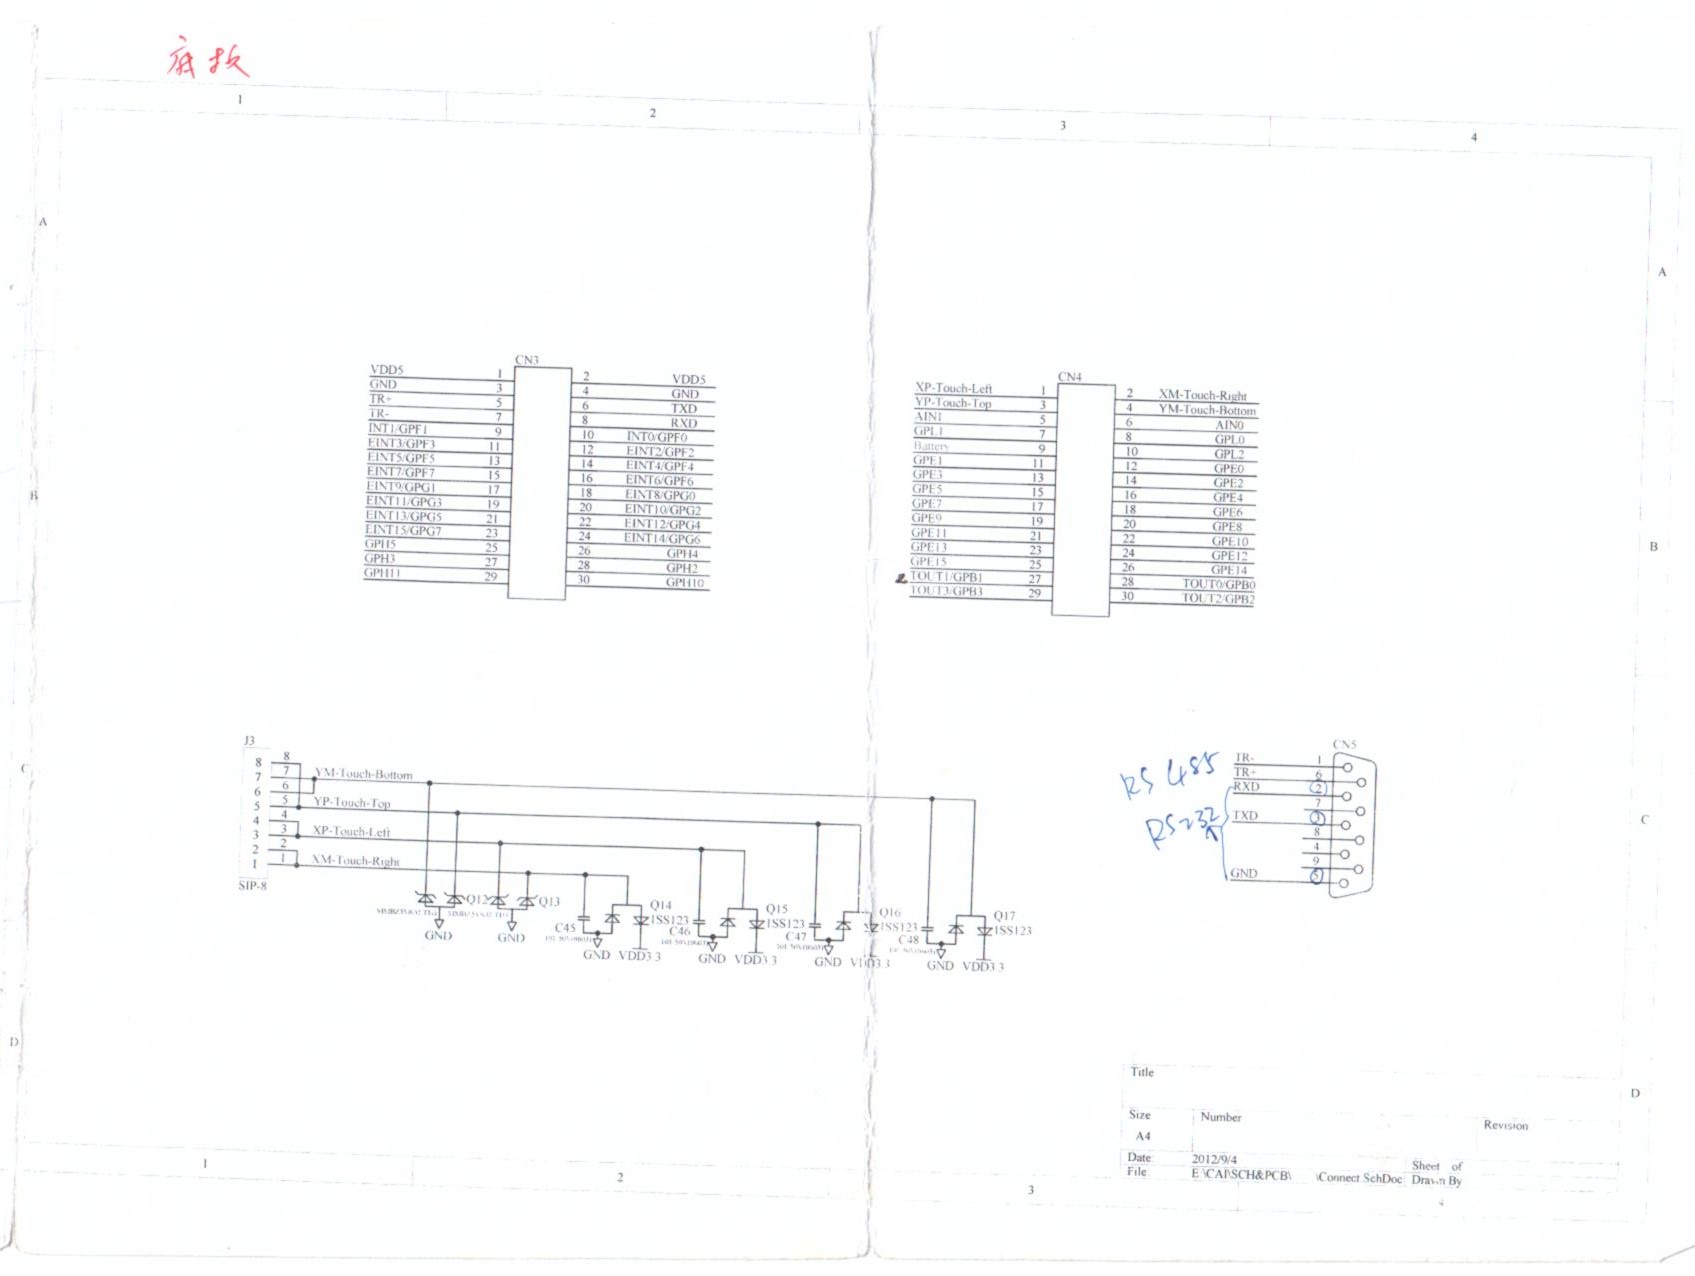 底板
1
2
3
4
A
A
CN3
VDD5 1 2 VDD5
GND 3 4 GND
TR+ 5 6 TXD
TR- 7 8 RXD
INT1/GPF1 9 10 INT0/GPF0
EINT3/GPF3 11 12 EINT2/GPF2
EINT5/GPF5 13 14 EINT4/GPF4
EINT7/GPF7 15 16 EINT6/GPF6
EINT9/GPG1 17 18 EINT8/GPG0
EINT11/GPG3 19 20 EINT10/GPG2
EINT13/GPG5 21 22 EINT12/GPG4
EINT15/GPG7 23 24 EINT14/GPG6
GPH5 25 26 GPH4
GPH3 27 28 GPH2
GPH11 29 30 GPH10
CN4
XP-Touch-Left 1 2 XM-Touch-Right
YP-Touch-Top 3 4 YM-Touch-Bottom
AIN1 5 6 AIN0
GPL1 7 8 GPL0
Battery 9 10 GPL2
GPE1 11 12 GPE0
GPE3 13 14 GPE2
GPE5 15 16 GPE4
GPE7 17 18 GPE6
GPE9 19 20 GPE8
GPE11 21 22 GPE10
GPE13 23 24 GPE12
GPE15 25 26 GPE14
TOUT1/GPB1 27 28 TOUT0/GPB0
TOUT3/GPB3 29 30 TOUT2/GPB2
B
B
J3
8 8
7 7 YM-Touch-Bottom
6 6
5 5 YP-Touch-Top
4 4
3 3 XP-Touch-Left
2 2
1 1 XM-Touch-Right
SIP-8
Q12 Q13
GND GND
Q14 Q15 Q16 Q17
1SS123 1SS123 1SS123 1SS123
C45 C46 C47 C48
GND VDD3.3 GND VDD3.3 GND VDD3.3 GND VDD3.3
CN5
RS485
RS232
TR- 1
TR+ 6
RXD 2
7
TXD 3
8
4
9
GND 5
C
C
D
D
Title
Size Number Revision
A4
Date: 2012/9/4 Sheet of
File: E:\CAI\SCH&PCB\ \Connect.SchDoc Drawn By
1
2
3
4